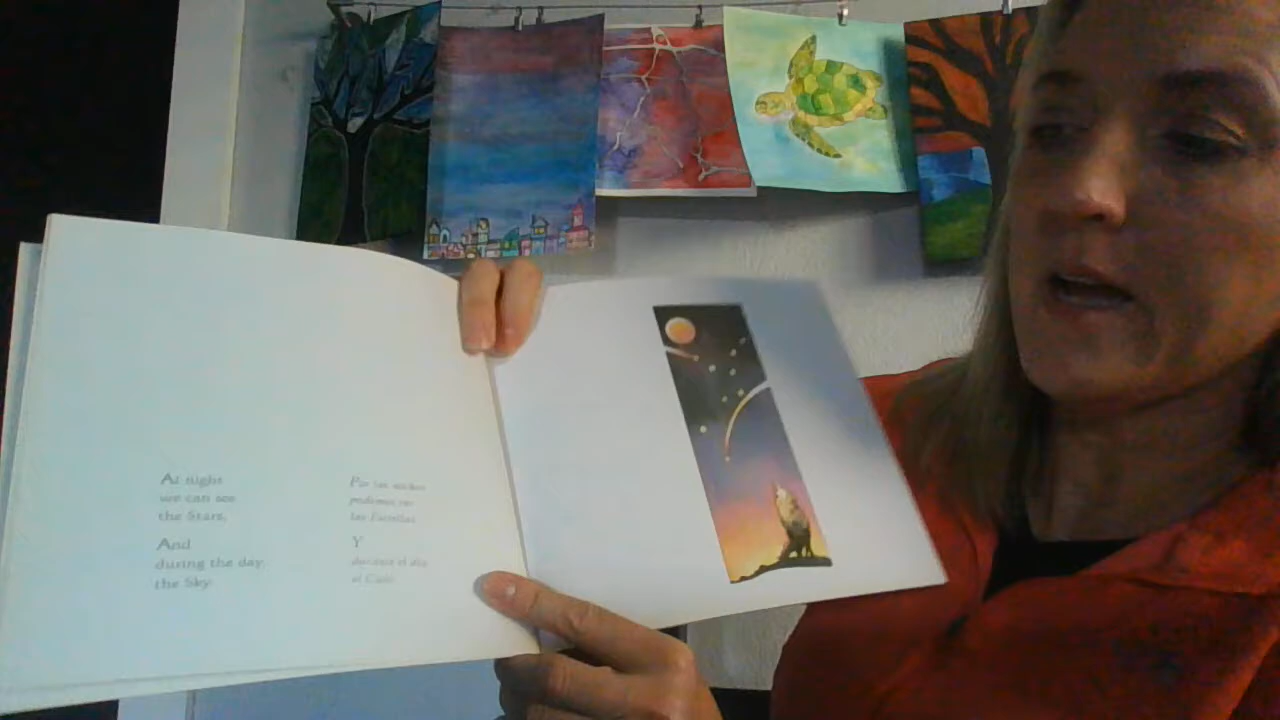 At night
we can see
the Stars,
And
during the day,
the Sky.
Por las noches
podemos ver
las Estrellas
Y
durante el día
el Cielo.